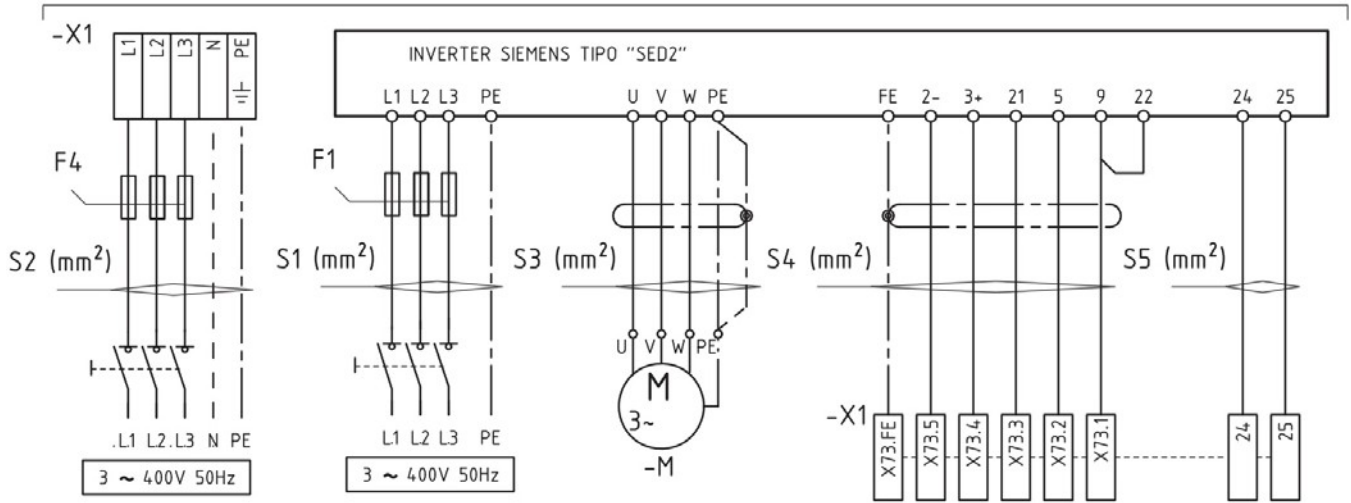 -X1
L1 L2 L3 N PE
INVERTER SIEMENS TIPO "SED2"
L1 L2 L3 PE
U V W PE
FE 2- 3+ 21 5 9 22
24 25
F4
F1
S2 (mm²)
S1 (mm²)
S3 (mm²)
S4 (mm²)
S5 (mm²)
U V W PE
M
3~
-M
.L1 L2.L3 N PE
3 ~ 400V 50Hz
L1 L2 L3 PE
3 ~ 400V 50Hz
-X1
X73.FE X73.5 X73.4 X73.3 X73.2 X73.1
24 25